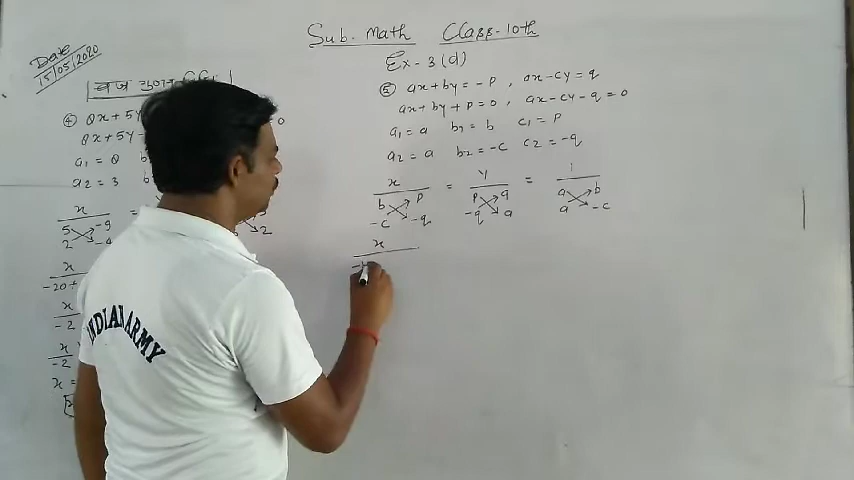 Sub. Math Class-10th
Date
15/05/2020
Ex-3(d)
④ 8x+5y
0
8x+5y
a1 = 8 b
a2 = 3 b
x
5 -9
2 -4
2
x
-20+
x
-2
x
-2
x =
⑤ ax+by = -p, ax-cy = q
ax+by+p=0, ax-cy-q=0
a1 = a b1 = b c1 = p
a2 = a b2 = -c c2 = -q
x = y = 1
b p p a a b
-c -q -q a a -c
x
INDIAN ARMY